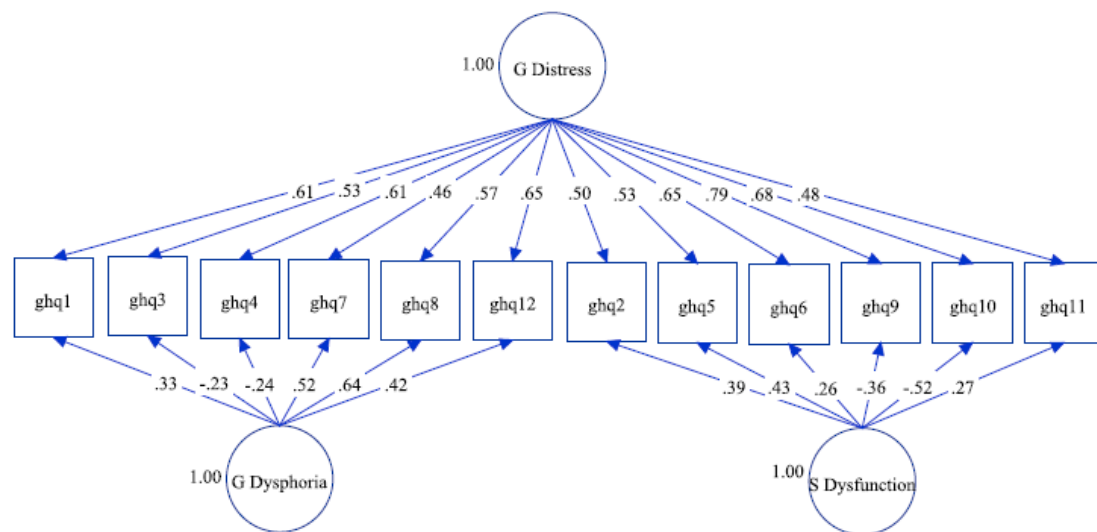 1.00 G Distress
.61 .53 .61 .46 .57 .65 .50 .53 .65 .79 .68 .48
ghq1 ghq3 ghq4 ghq7 ghq8 ghq12 ghq2 ghq5 ghq6 ghq9 ghq10 ghq11
.33 -.23 -.24 .52 .64 .42 .39 .43 .26 -.36 -.52 .27
1.00 G Dysphoria 1.00 S Dysfunction